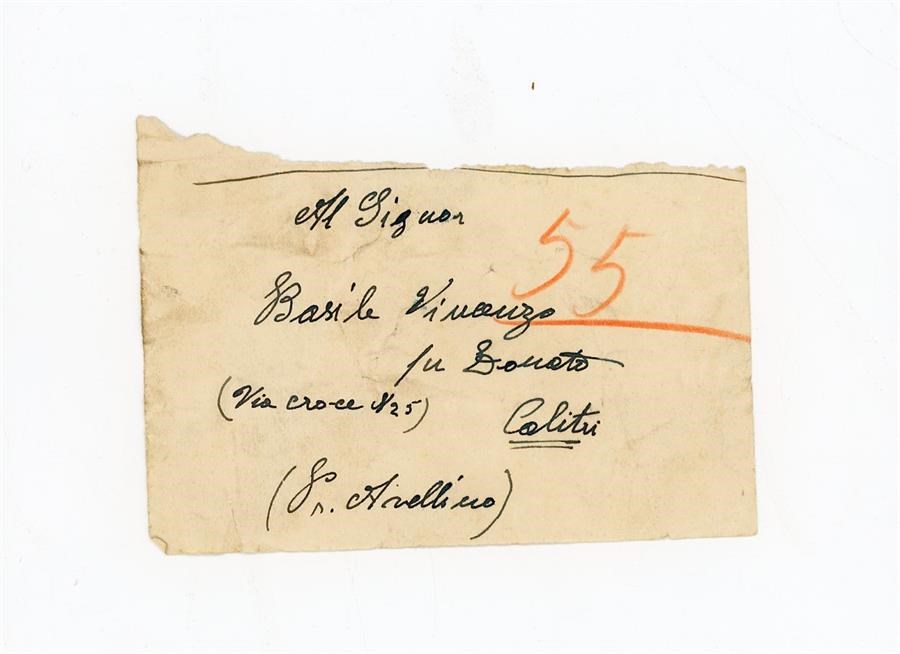 Al Signor
55
Basile Vincenzo
fu Donato
(Via croce N 25)
Calitri
(Pr. Avellino)